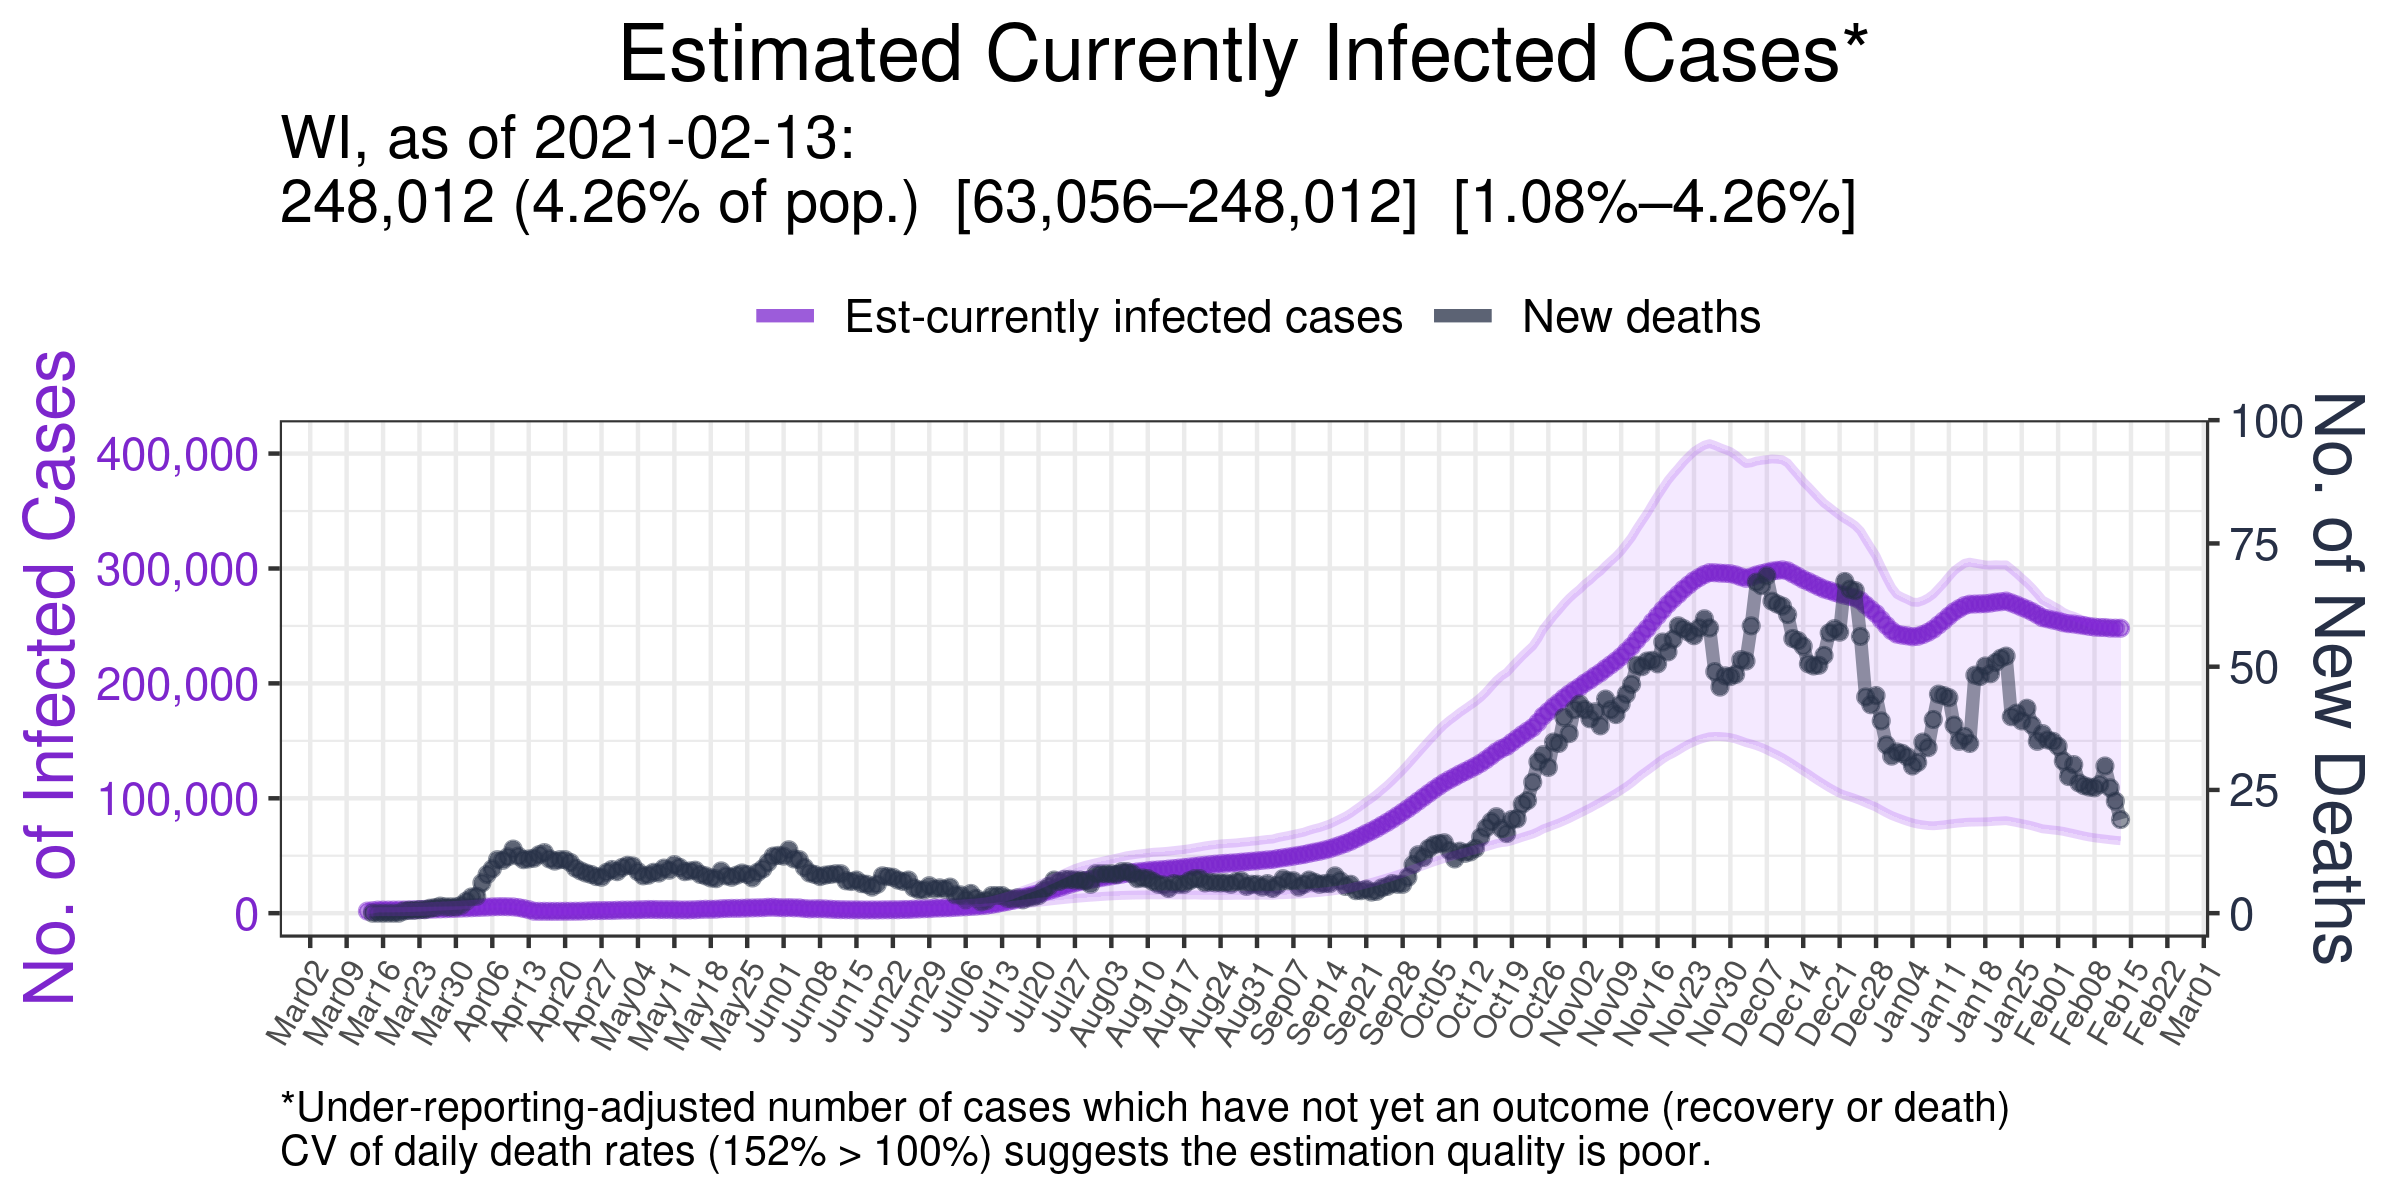 Estimated Currently Infected Cases*
WI, as of 2021-02-13:
248,012 (4.26% of pop.) [63,056–248,012] [1.08%–4.26%]
Est-currently infected cases
New deaths
No. of Infected Cases
400,000
300,000
200,000
100,000
0
100
75
50
25
0
No. of New Deaths
Mar02
Mar09
Mar16
Mar23
Mar30
Apr06
Apr13
Apr20
Apr27
May04
May11
May18
May25
Jun01
Jun08
Jun15
Jun22
Jun29
Jul06
Jul13
Jul20
Jul27
Aug03
Aug10
Aug17
Aug24
Aug31
Sep07
Sep14
Sep21
Sep28
Oct05
Oct12
Oct19
Oct26
Nov02
Nov09
Nov16
Nov23
Nov30
Dec07
Dec14
Dec21
Dec28
Jan04
Jan11
Jan18
Jan25
Feb01
Feb08
Feb15
Feb22
Mar01
*Under-reporting-adjusted number of cases which have not yet an outcome (recovery or death)
CV of daily death rates (152% > 100%) suggests the estimation quality is poor.